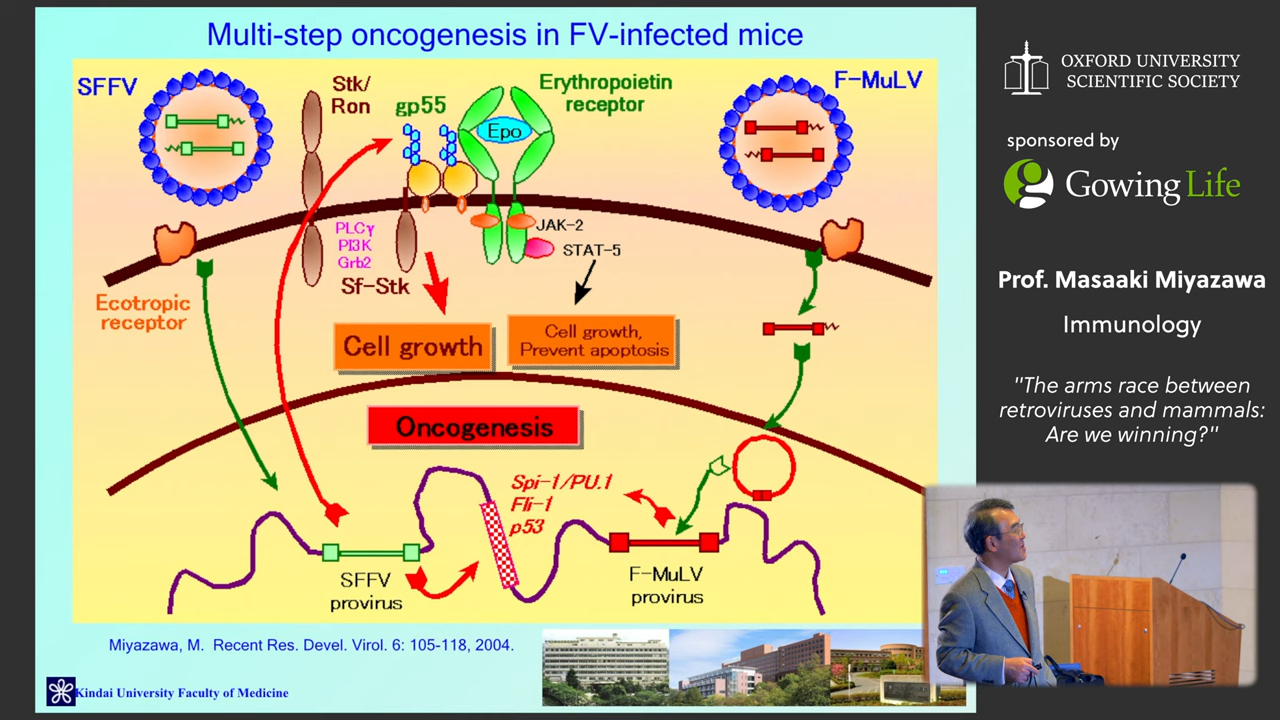 Multi-step oncogenesis in FV-infected mice
SFFV
Stk/
Ron
gp55
Erythropoietin
receptor
F-MuLV
Epo
PLCγ
PI3K
Grb2
JAK-2
STAT-5
Sf-Stk
Ecotropic
receptor
Cell growth
Cell growth,
Prevent apoptosis
Oncogenesis
Spi-1/PU.1
Fli-1
p53
SFFV
provirus
F-MuLV
provirus
Miyazawa, M. Recent Res. Devel. Virol. 6: 105-118, 2004.
Kindai University Faculty of Medicine
OXFORD UNIVERSITY
SCIENTIFIC SOCIETY
sponsored by
Gowing Life
Prof. Masaaki Miyazawa
Immunology
"The arms race between
retroviruses and mammals:
Are we winning?"